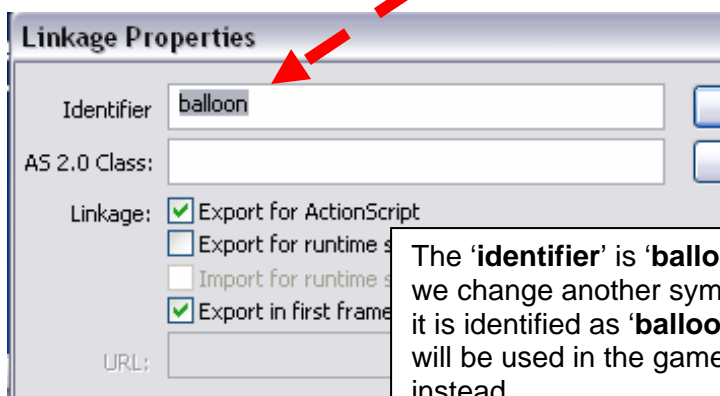 Linkage Properties
Identifier balloon
AS 2.0 Class:
Linkage: Export for ActionScript
Export for runtime
Import for runtime
Export in first frame
URL:
The ‘identifier’ is
we change another
it is identified as
will be used in the game
instead